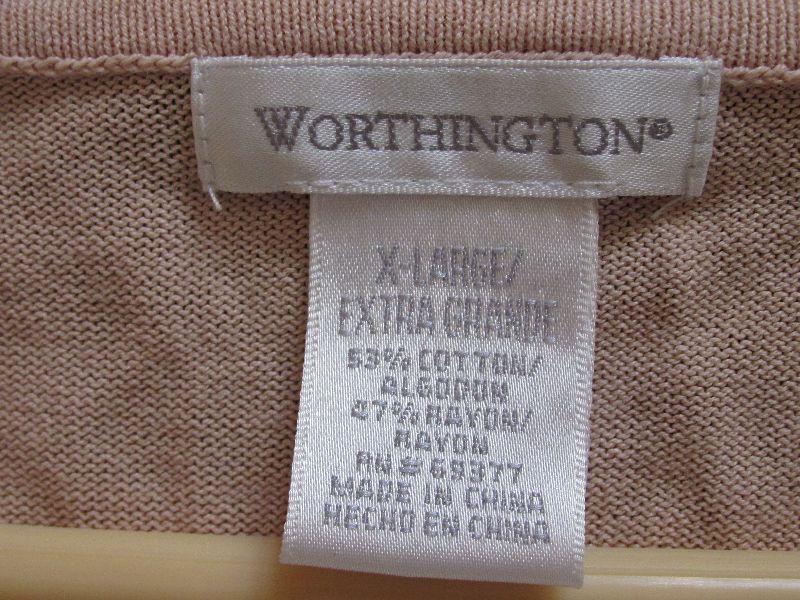 WORTHINGTON®
X-LARGE/
EXTRA GRANDE
53% COTTON/
ALGODON
47% RAYON/
RAYON
RN# 69377
MADE IN CHINA
HECHO EN CHINA